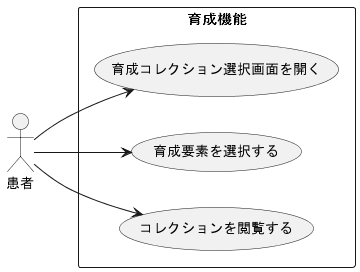 育成機能
育成コレクション選択画面を開く
育成要素を選択する
患者
コレクションを閲覧する